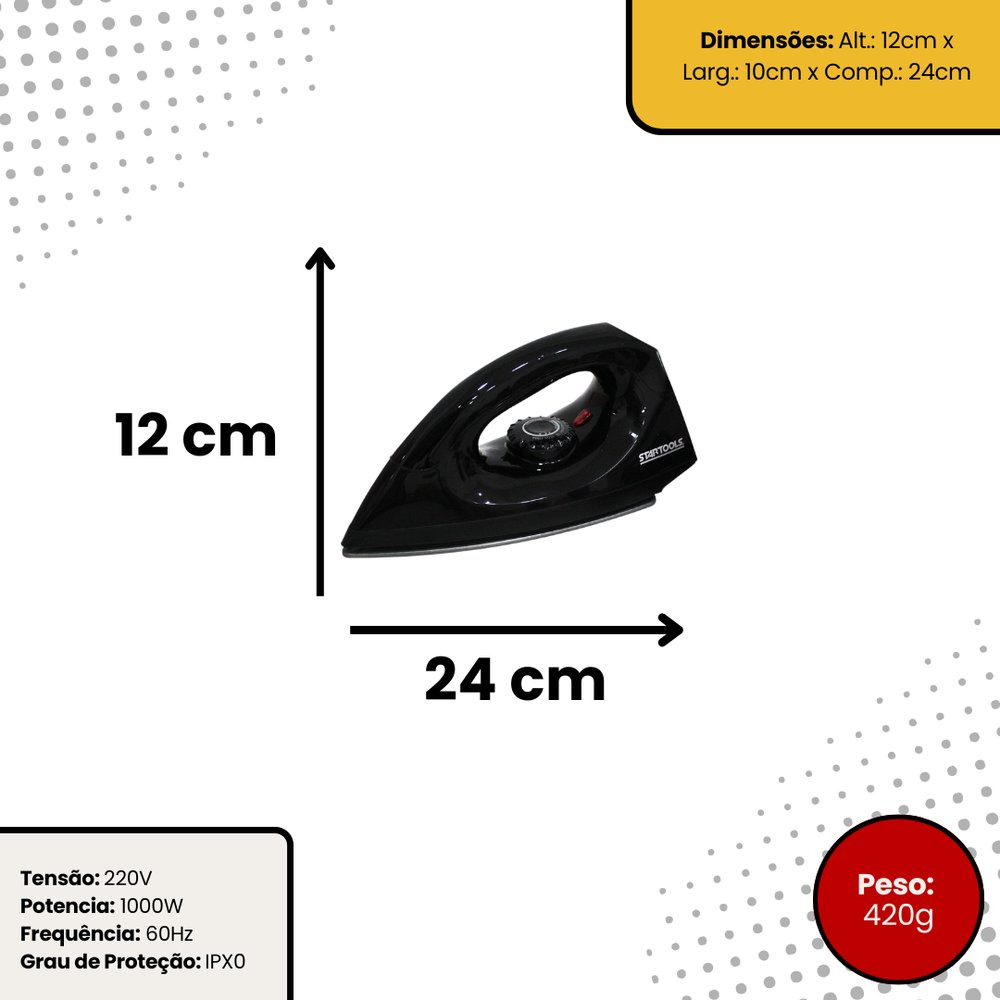 Dimensões: Alt.: 12cm x
Larg.: 10cm x Comp.: 24cm
12 cm
STARTOOLS
24 cm
Tensão: 220V
Potencia: 1000W
Frequência: 60Hz
Grau de Proteção: IPX0
Peso:
420g